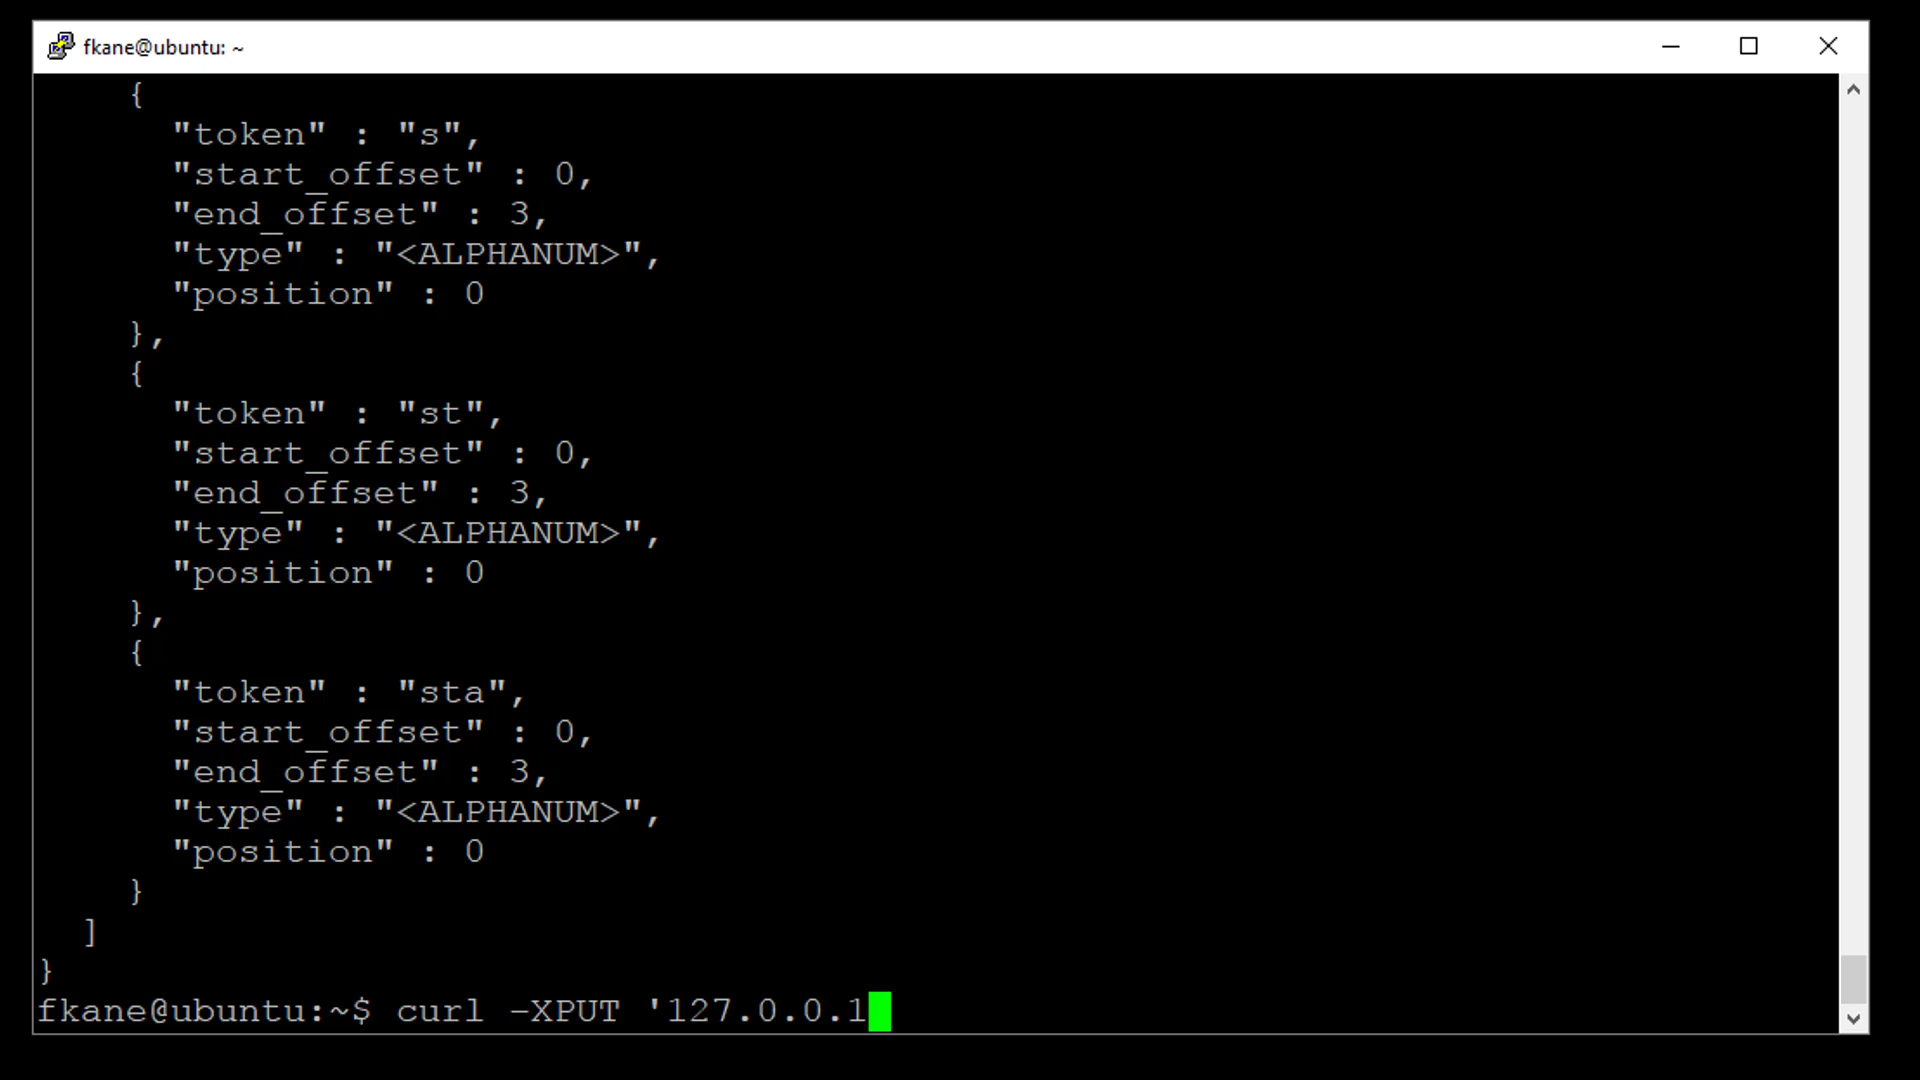 fkane@ubuntu: ~
{
"token" : "s",
"start_offset" : 0,
"end_offset" : 3,
"type" : "<ALPHANUM>",
"position" : 0
},
{
"token" : "st",
"start_offset" : 0,
"end_offset" : 3,
"type" : "<ALPHANUM>",
"position" : 0
},
{
"token" : "sta",
"start_offset" : 0,
"end_offset" : 3,
"type" : "<ALPHANUM>",
"position" : 0
}
]
}
fkane@ubuntu:~$ curl -XPUT '127.0.0.1